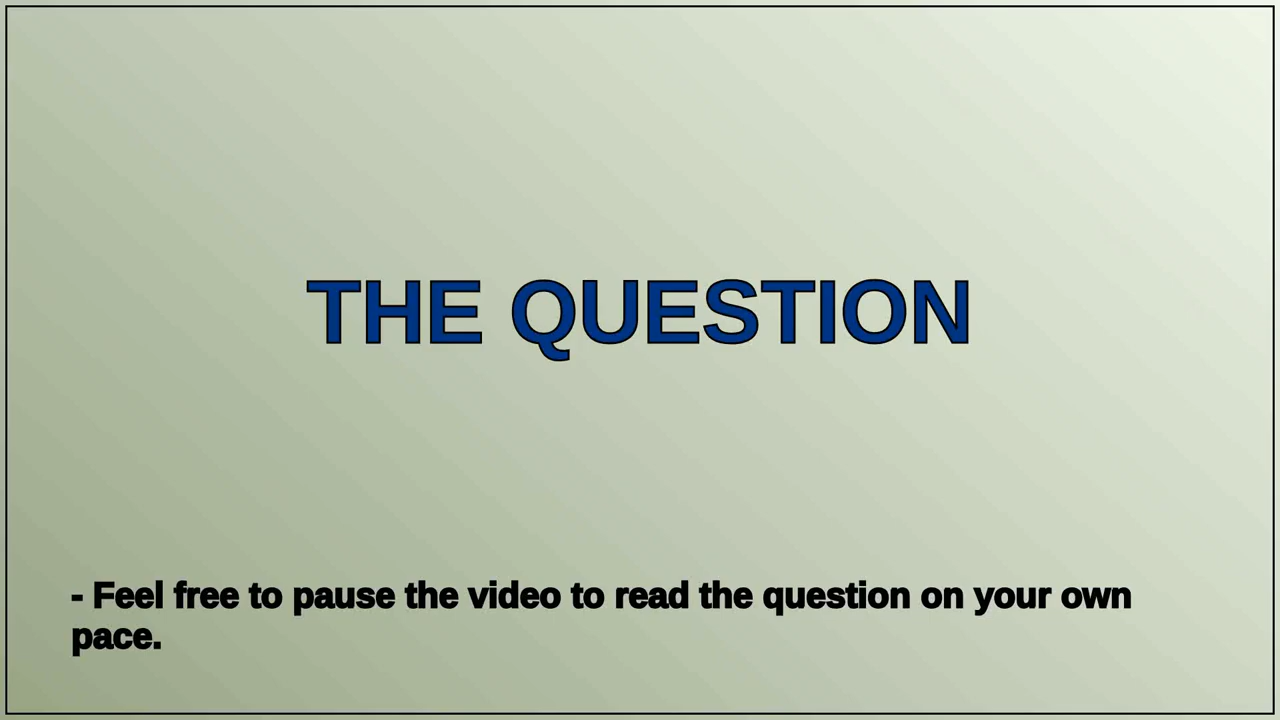 THE QUESTION
- Feel free to pause the video to read the question on your own
pace.